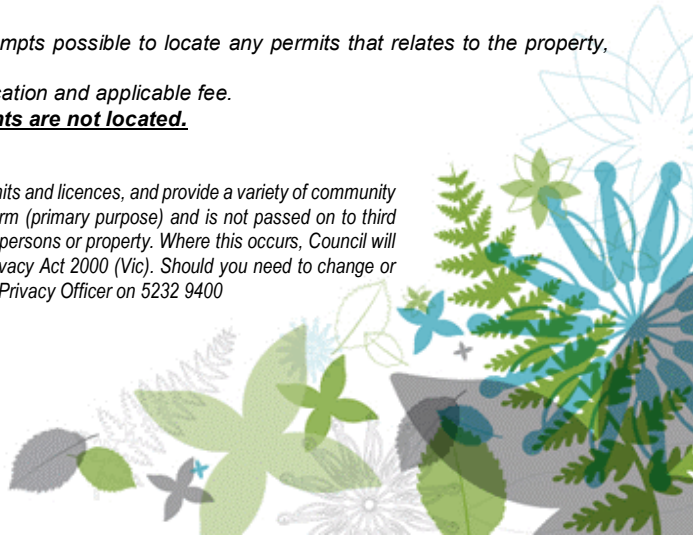 mpts possible to locate any permits that relates to the property,
cation and applicable fee.
nts are not located.
mits and licences, and provide a variety of community
rm (primary purpose) and is not passed on to third
persons or property. Where this occurs, Council will
vacy Act 2000 (Vic). Should you need to change or
Privacy Officer on 5232 9400